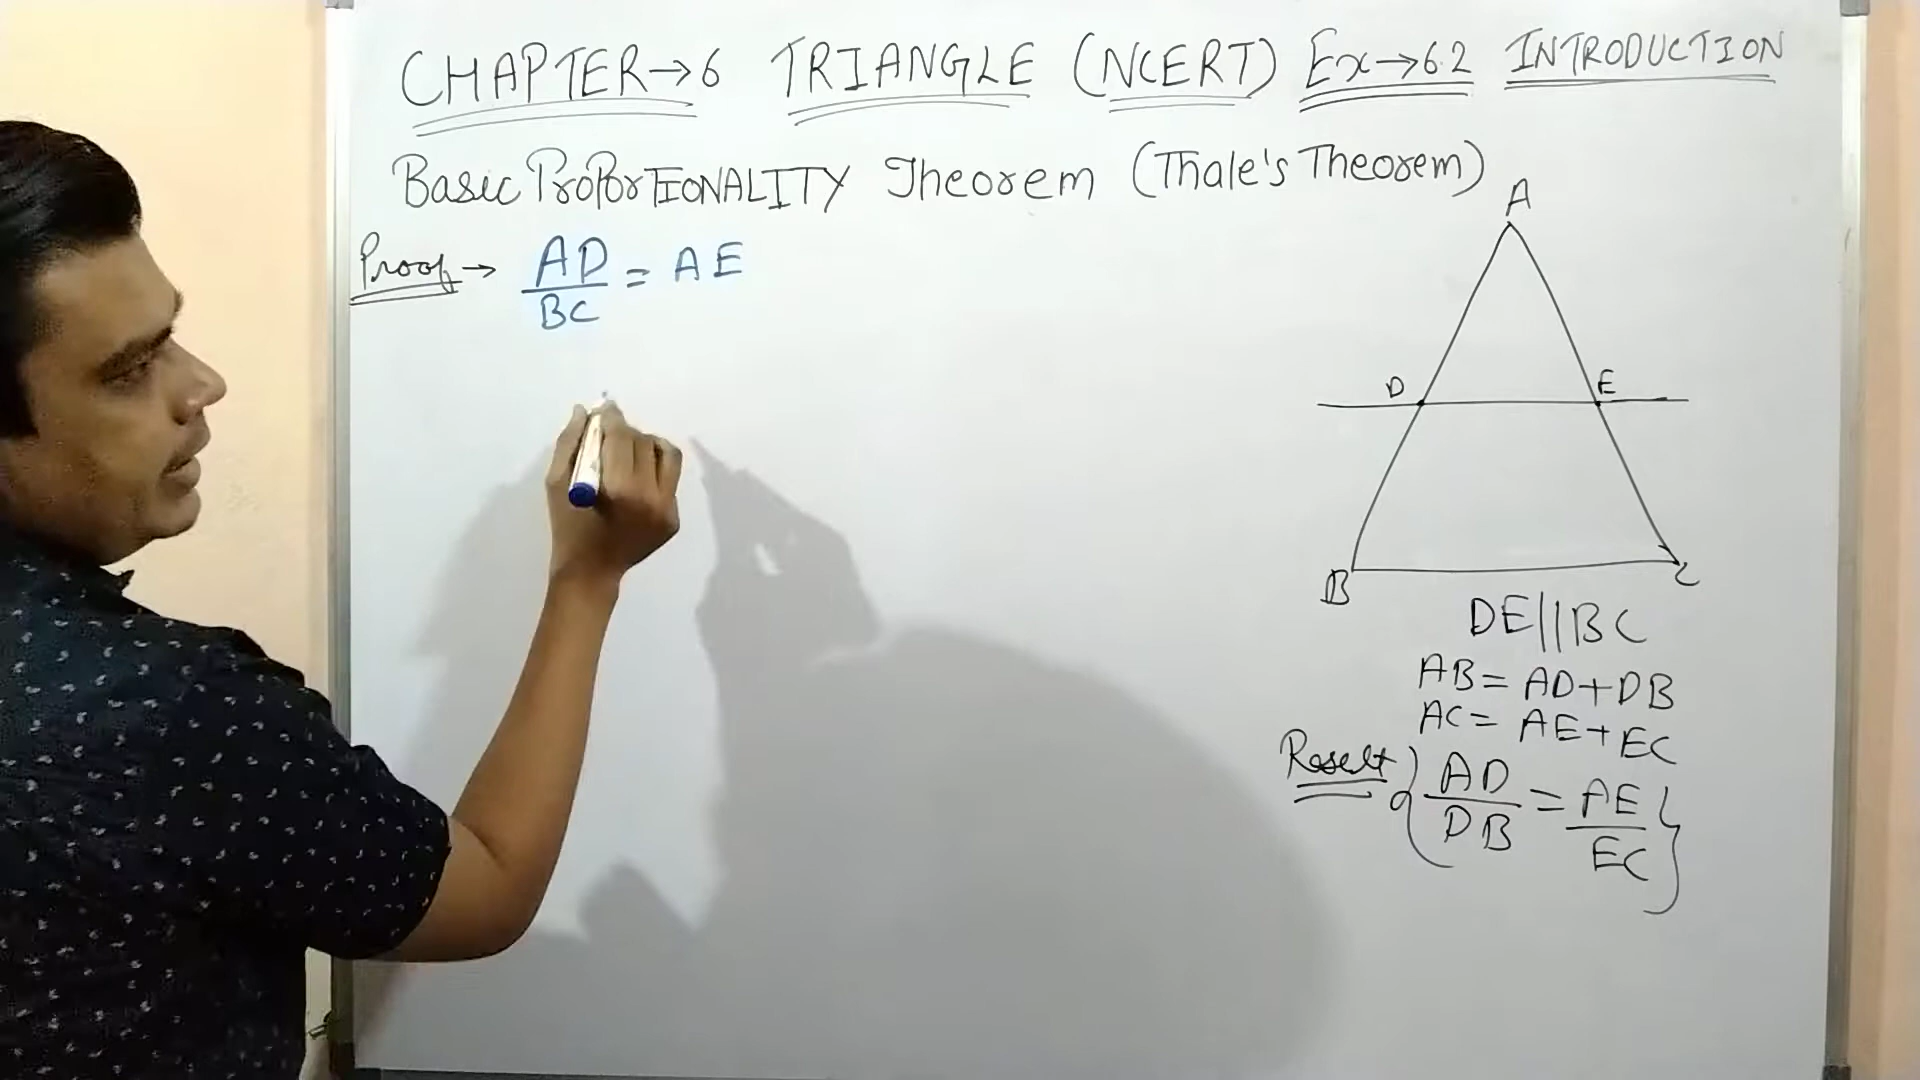 CHAPTER→6 TRIANGLE (NCERT) Ex→6.2 INTRODUCTION
Basic PROPORTIONALITY Theorem (Thale's Theorem)
Proof → AD/BC = AE
A
D E
B C
DE||BC
AB = AD+DB
AC = AE+EC
Result { AD/DB = AE/EC }